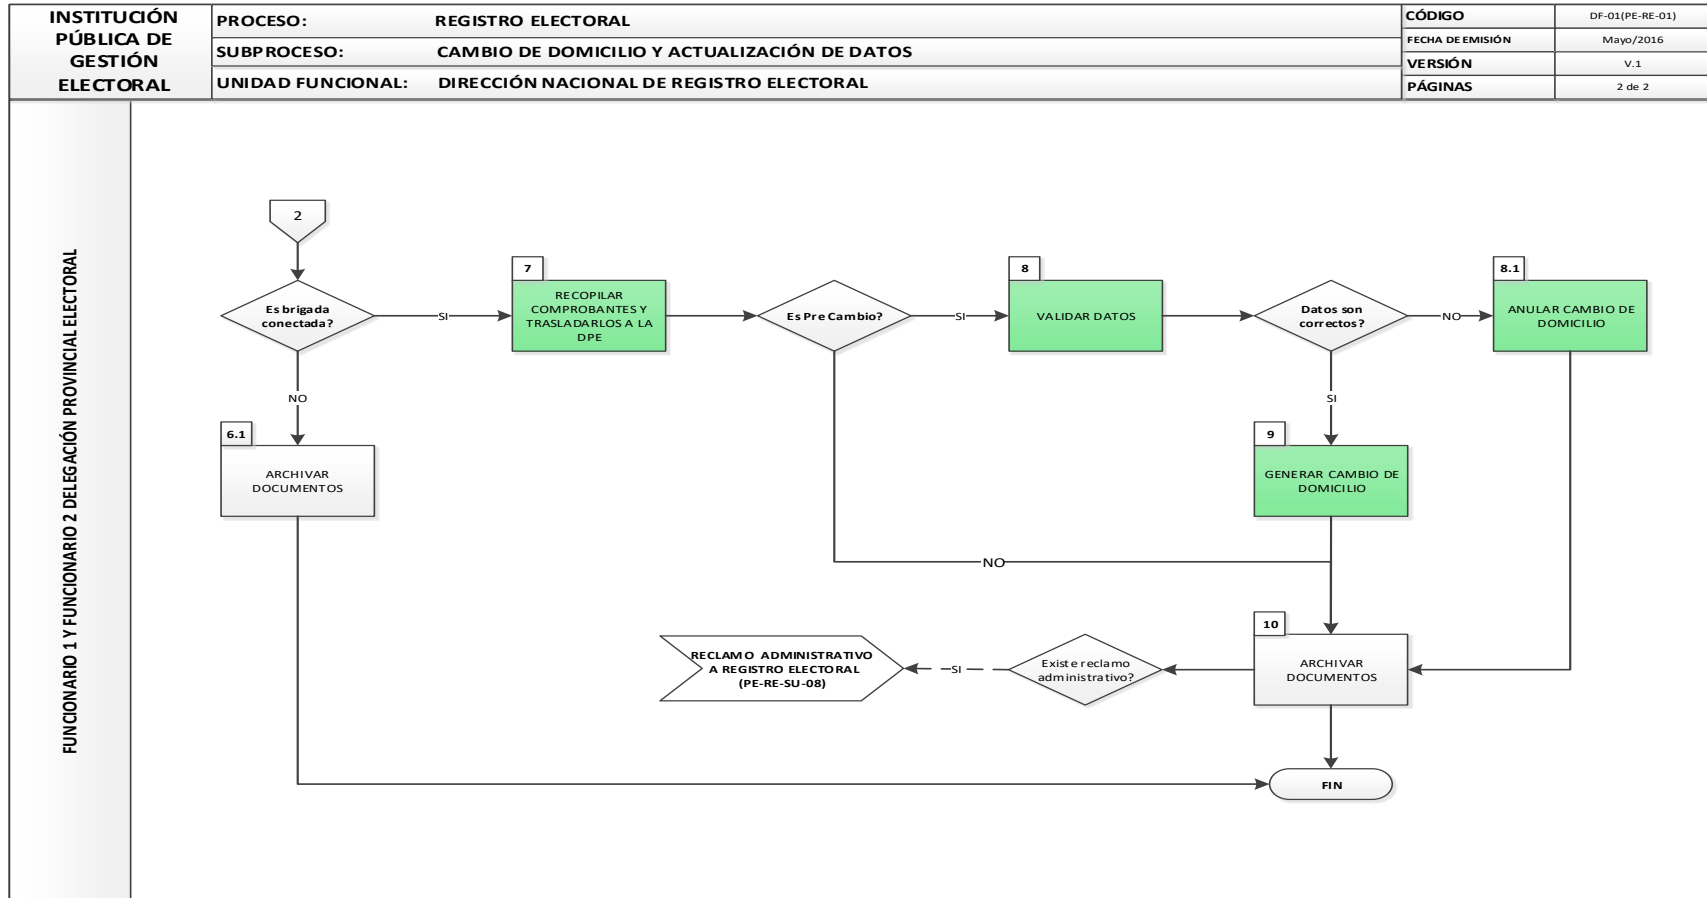 INSTITUCIÓN
PÚBLICA DE
GESTIÓN
ELECTORAL
PROCESO: REGISTRO ELECTORAL
SUBPROCESO: CAMBIO DE DOMICILIO Y ACTUALIZACIÓN DE DATOS
UNIDAD FUNCIONAL: DIRECCIÓN NACIONAL DE REGISTRO ELECTORAL
CÓDIGO DF-01(PE-RE-01)
FECHA DE EMISIÓN Mayo/2016
VERSIÓN V.1
PÁGINAS 2 de 2
FUNCIONARIO 1 Y FUNCIONARIO 2 DELEGACIÓN PROVINCIAL ELECTORAL
2
Es brigada
conectada?
SI
NO
7
RECOPILAR
COMPROBANTES Y
TRASLADARLOS A LA
DPE
Es Pre Cambio?
SI
8
VALIDAR DATOS
Datos son
correctos?
NO
8.1
ANULAR CAMBIO DE
DOMICILIO
SI
6.1
ARCHIVAR
DOCUMENTOS
9
GENERAR CAMBIO DE
DOMICILIO
NO
10
ARCHIVAR
DOCUMENTOS
Existe reclamo
administrativo?
SI
RECLAMO ADMINISTRATIVO
A REGISTRO ELECTORAL
(PE-RE-SU-08)
FIN